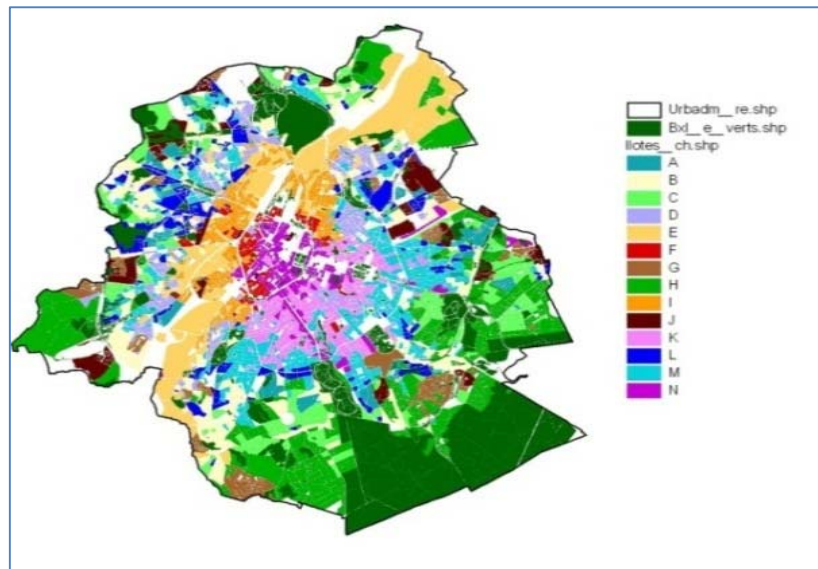 Urbadm__re.shp
Bxl__e__verts.shp
Ilotes__ch.shp
A
B
C
D
E
F
G
H
I
J
K
L
M
N